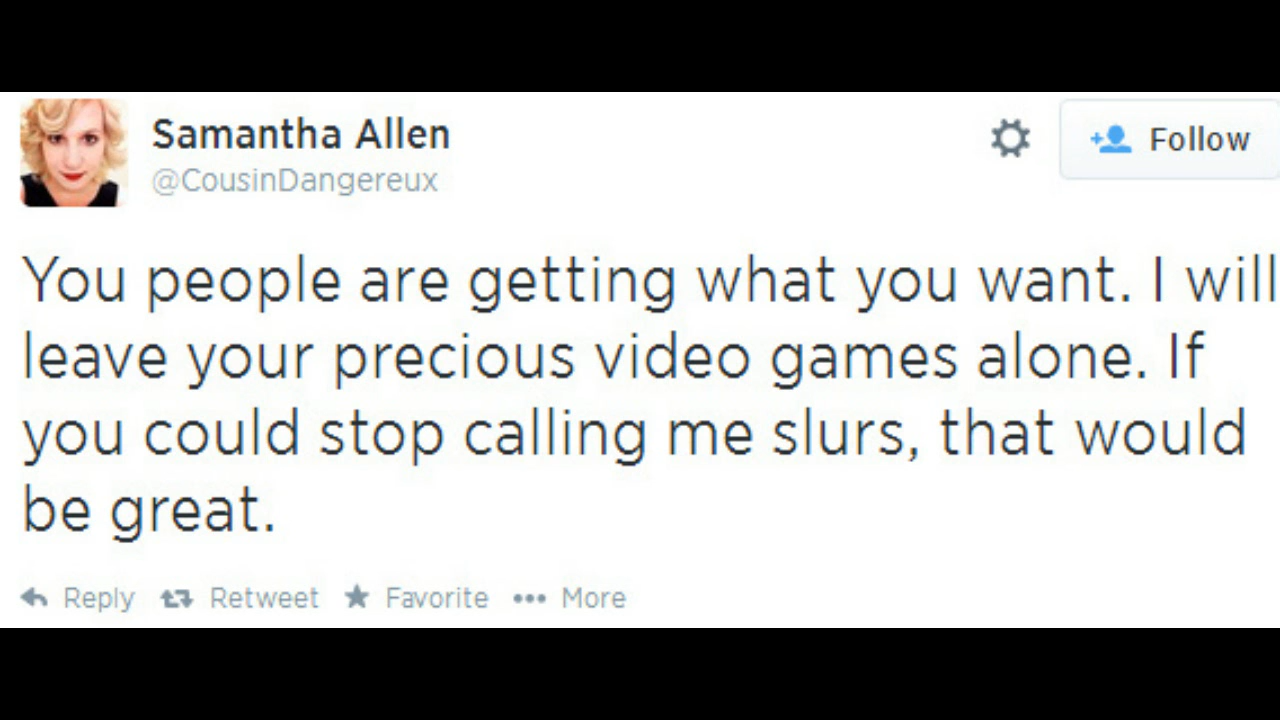 Samantha Allen
@CousinDangereux
Follow
You people are getting what you want. I will
leave your precious video games alone. If
you could stop calling me slurs, that would
be great.
Reply Retweet Favorite More